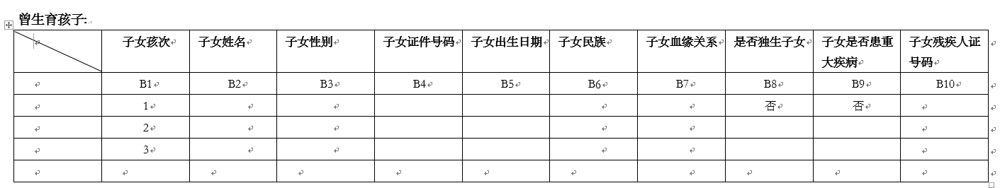 曾生育孩子:
子女孩次 子女姓名 子女性别 子女证件号码 子女出生日期 子女民族 子女血缘关系 是否独生子女 子女是否患重大疾病 子女残疾人证号码
B1 B2 B3 B4 B5 B6 B7 B8 B9 B10
1 否 否
2
3